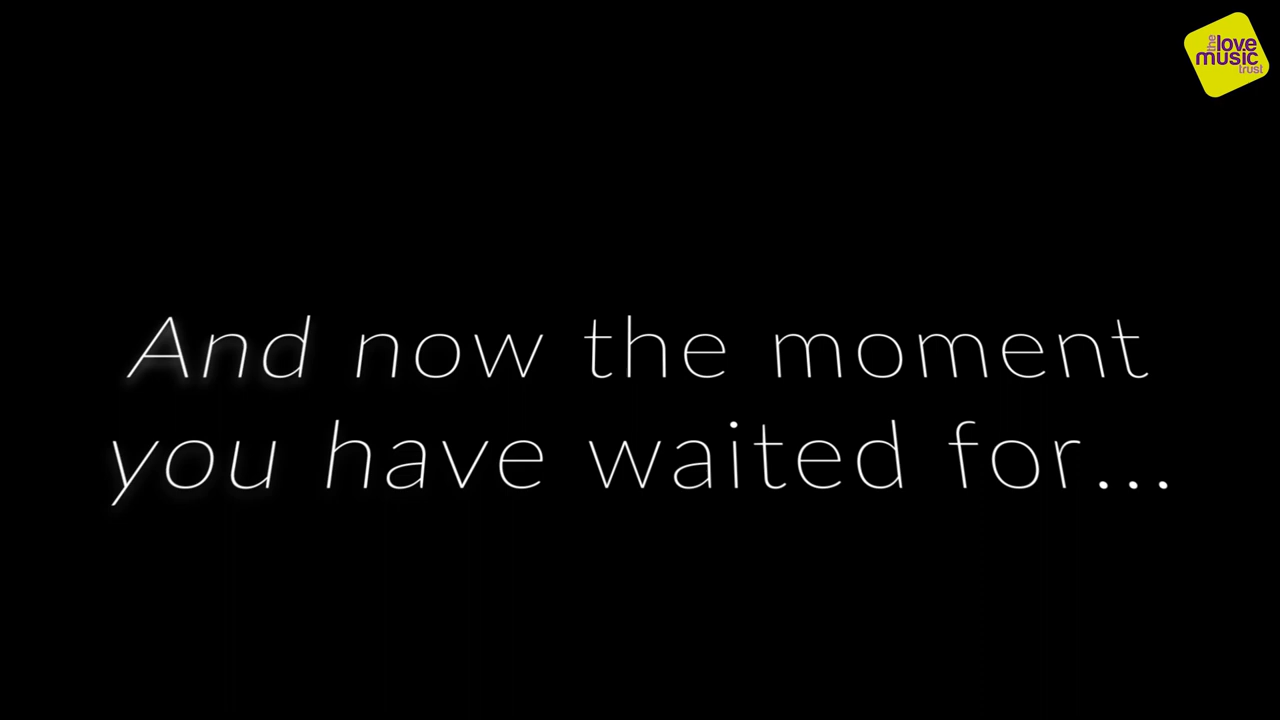 the love
music
trust
And now the moment
you have waited for...